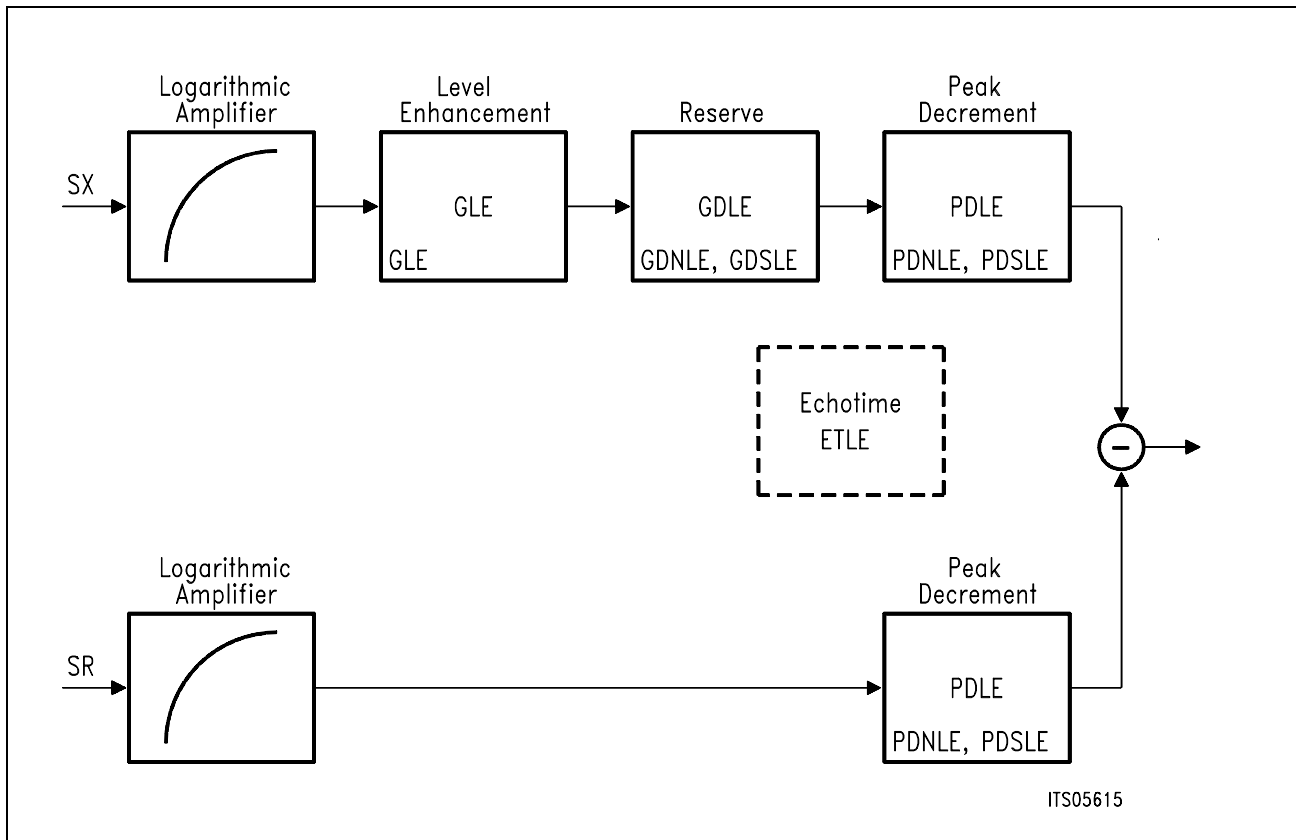 Logarithmic
Amplifier
Level
Enhancement
Reserve
Peak
Decrement
SX
GLE
GDLE
PDLE
GLE
GDNLE, GDSLE
PDNLE, PDSLE
Echotime
ETLE
−
Logarithmic
Amplifier
Peak
Decrement
SR
PDLE
PDNLE, PDSLE
ITS05615